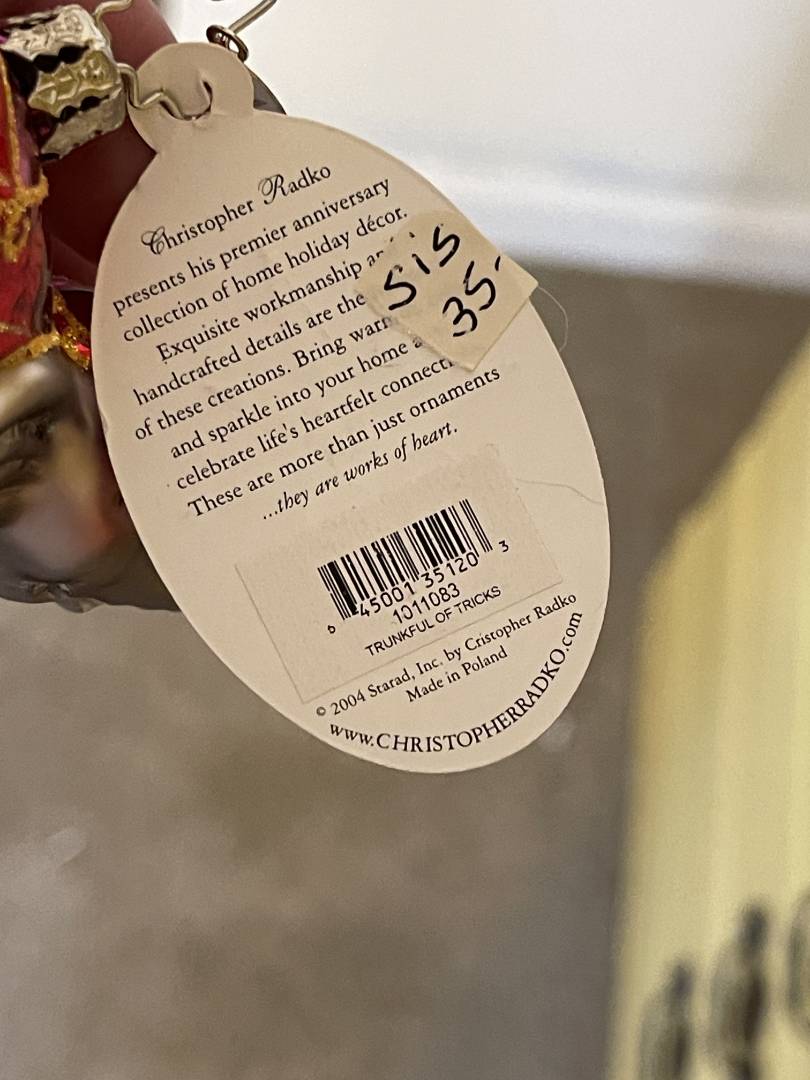 Christopher Radko
presents his premier anniversary
collection of home holiday décor.
Exquisite workmanship
handcrafted details are the
of these creations. Bring
and sparkle into your home
celebrate life's heartfelt
These are more than just ornaments
...they are works of heart.
SIS
35-
0 45001 35120 3
1011083
TRUNKFUL OF TRICKS
© 2004 Starad, Inc. by Cristopher Radko
Made in Poland
www.CHRISTOPHERRADKO.com